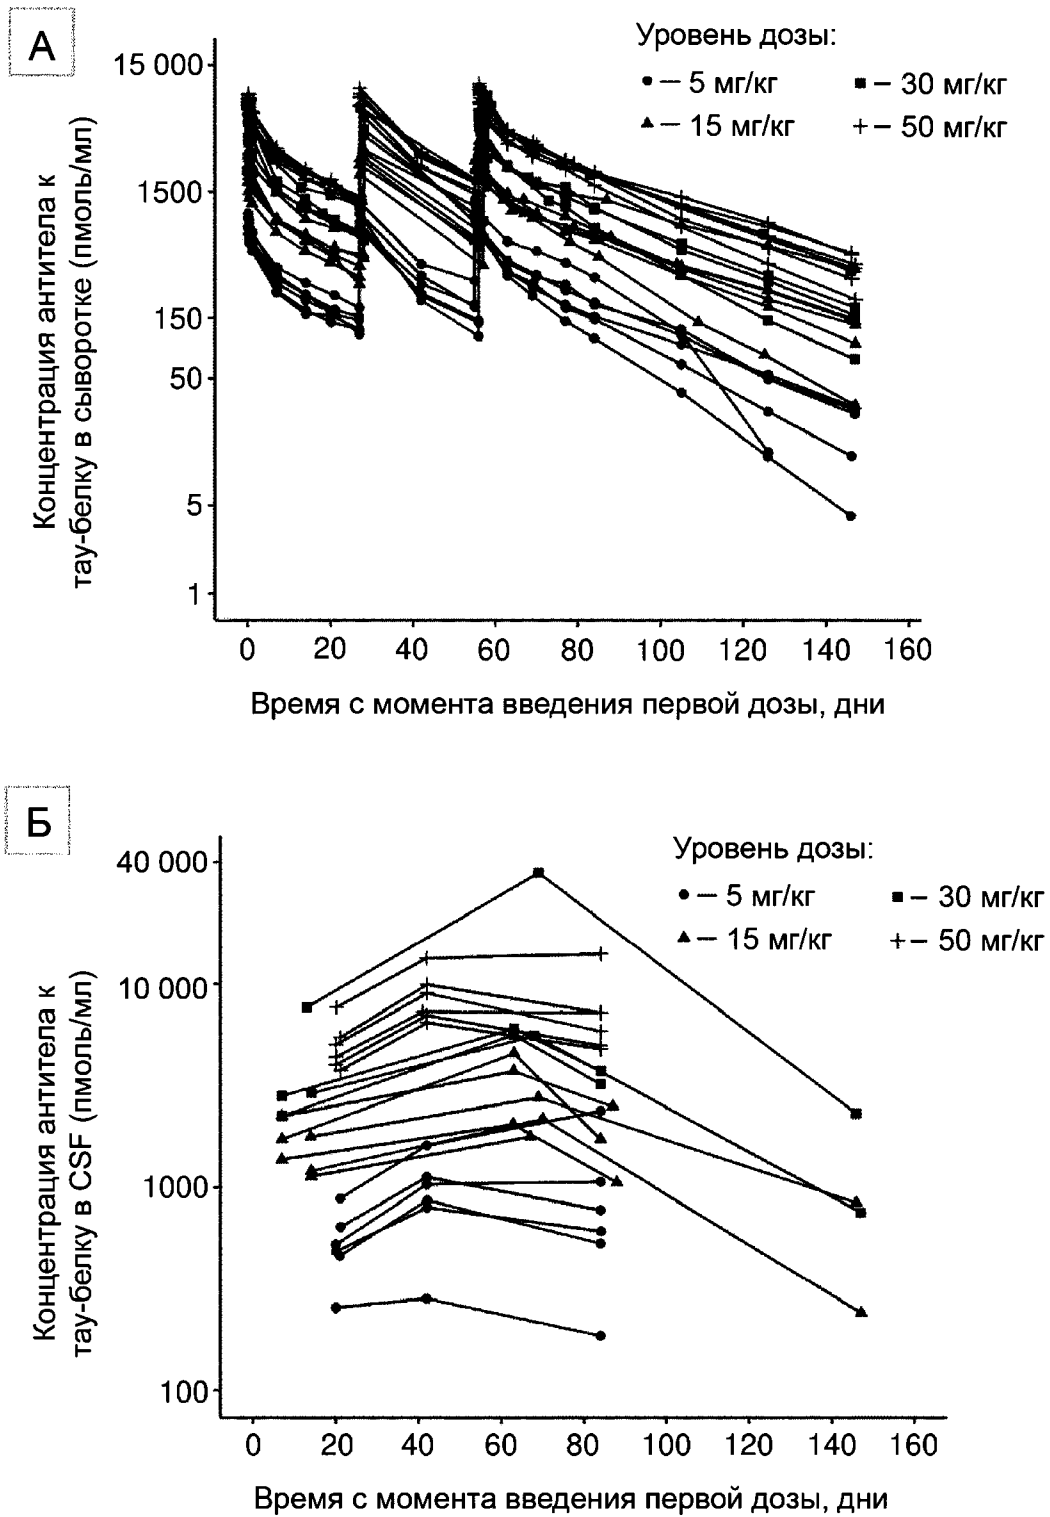 А
Уровень дозы:
● – 5 мг/кг
■ – 30 мг/кг
▲ – 15 мг/кг
+ – 50 мг/кг
Концентрация антитела к
тау-белку в сыворотке (пмоль/мл)
15 000
1500
150
50
5
1
0 20 40 60 80 100 120 140 160
Время с момента введения первой дозы, дни
Б
Уровень дозы:
● – 5 мг/кг
■ – 30 мг/кг
▲ – 15 мг/кг
+ – 50 мг/кг
Концентрация антитела к
тау-белку в CSF (пмоль/мл)
40 000
10 000
1000
100
0 20 40 60 80 100 120 140 160
Время с момента введения первой дозы, дни